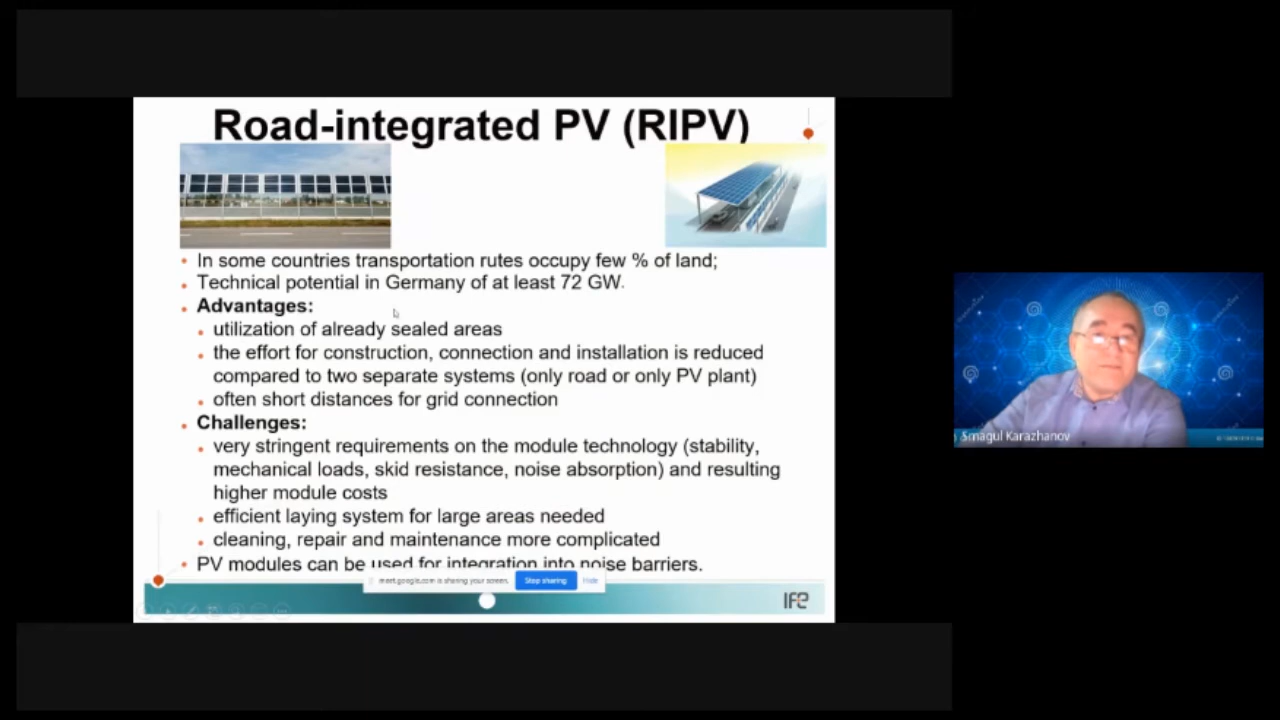 Road-integrated PV (RIPV)
In some countries transportation rutes occupy few % of land;
Technical potential in Germany of at least 72 GW.
Advantages:
utilization of already sealed areas
the effort for construction, connection and installation is reduced
compared to two separate systems (only road or only PV plant)
often short distances for grid connection
Challenges:
very stringent requirements on the module technology (stability,
mechanical loads, skid resistance, noise absorption) and resulting
higher module costs
efficient laying system for large areas needed
cleaning, repair and maintenance more complicated
PV modules can be used for integration into noise barriers.
meet.google.com is sharing your screen.
Stop sharing
Hide
IFE
Smagul Karazhanov